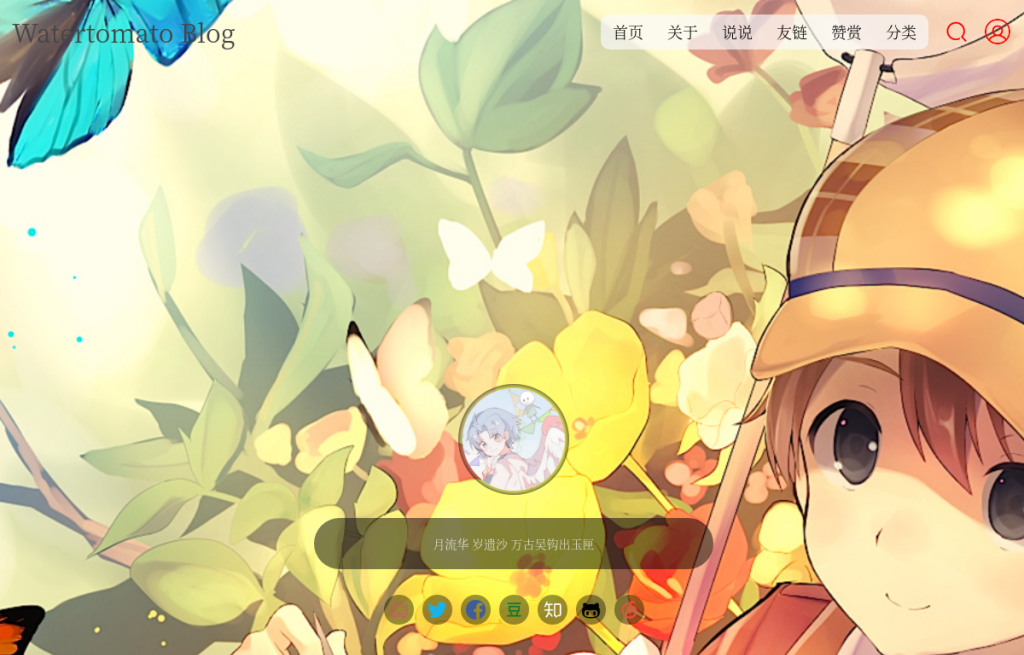 Watertomato Blog
首页 关于 说说 友链 赞赏 分类
月流华 岁遗沙 万古吴钩出玉匣
豆 知